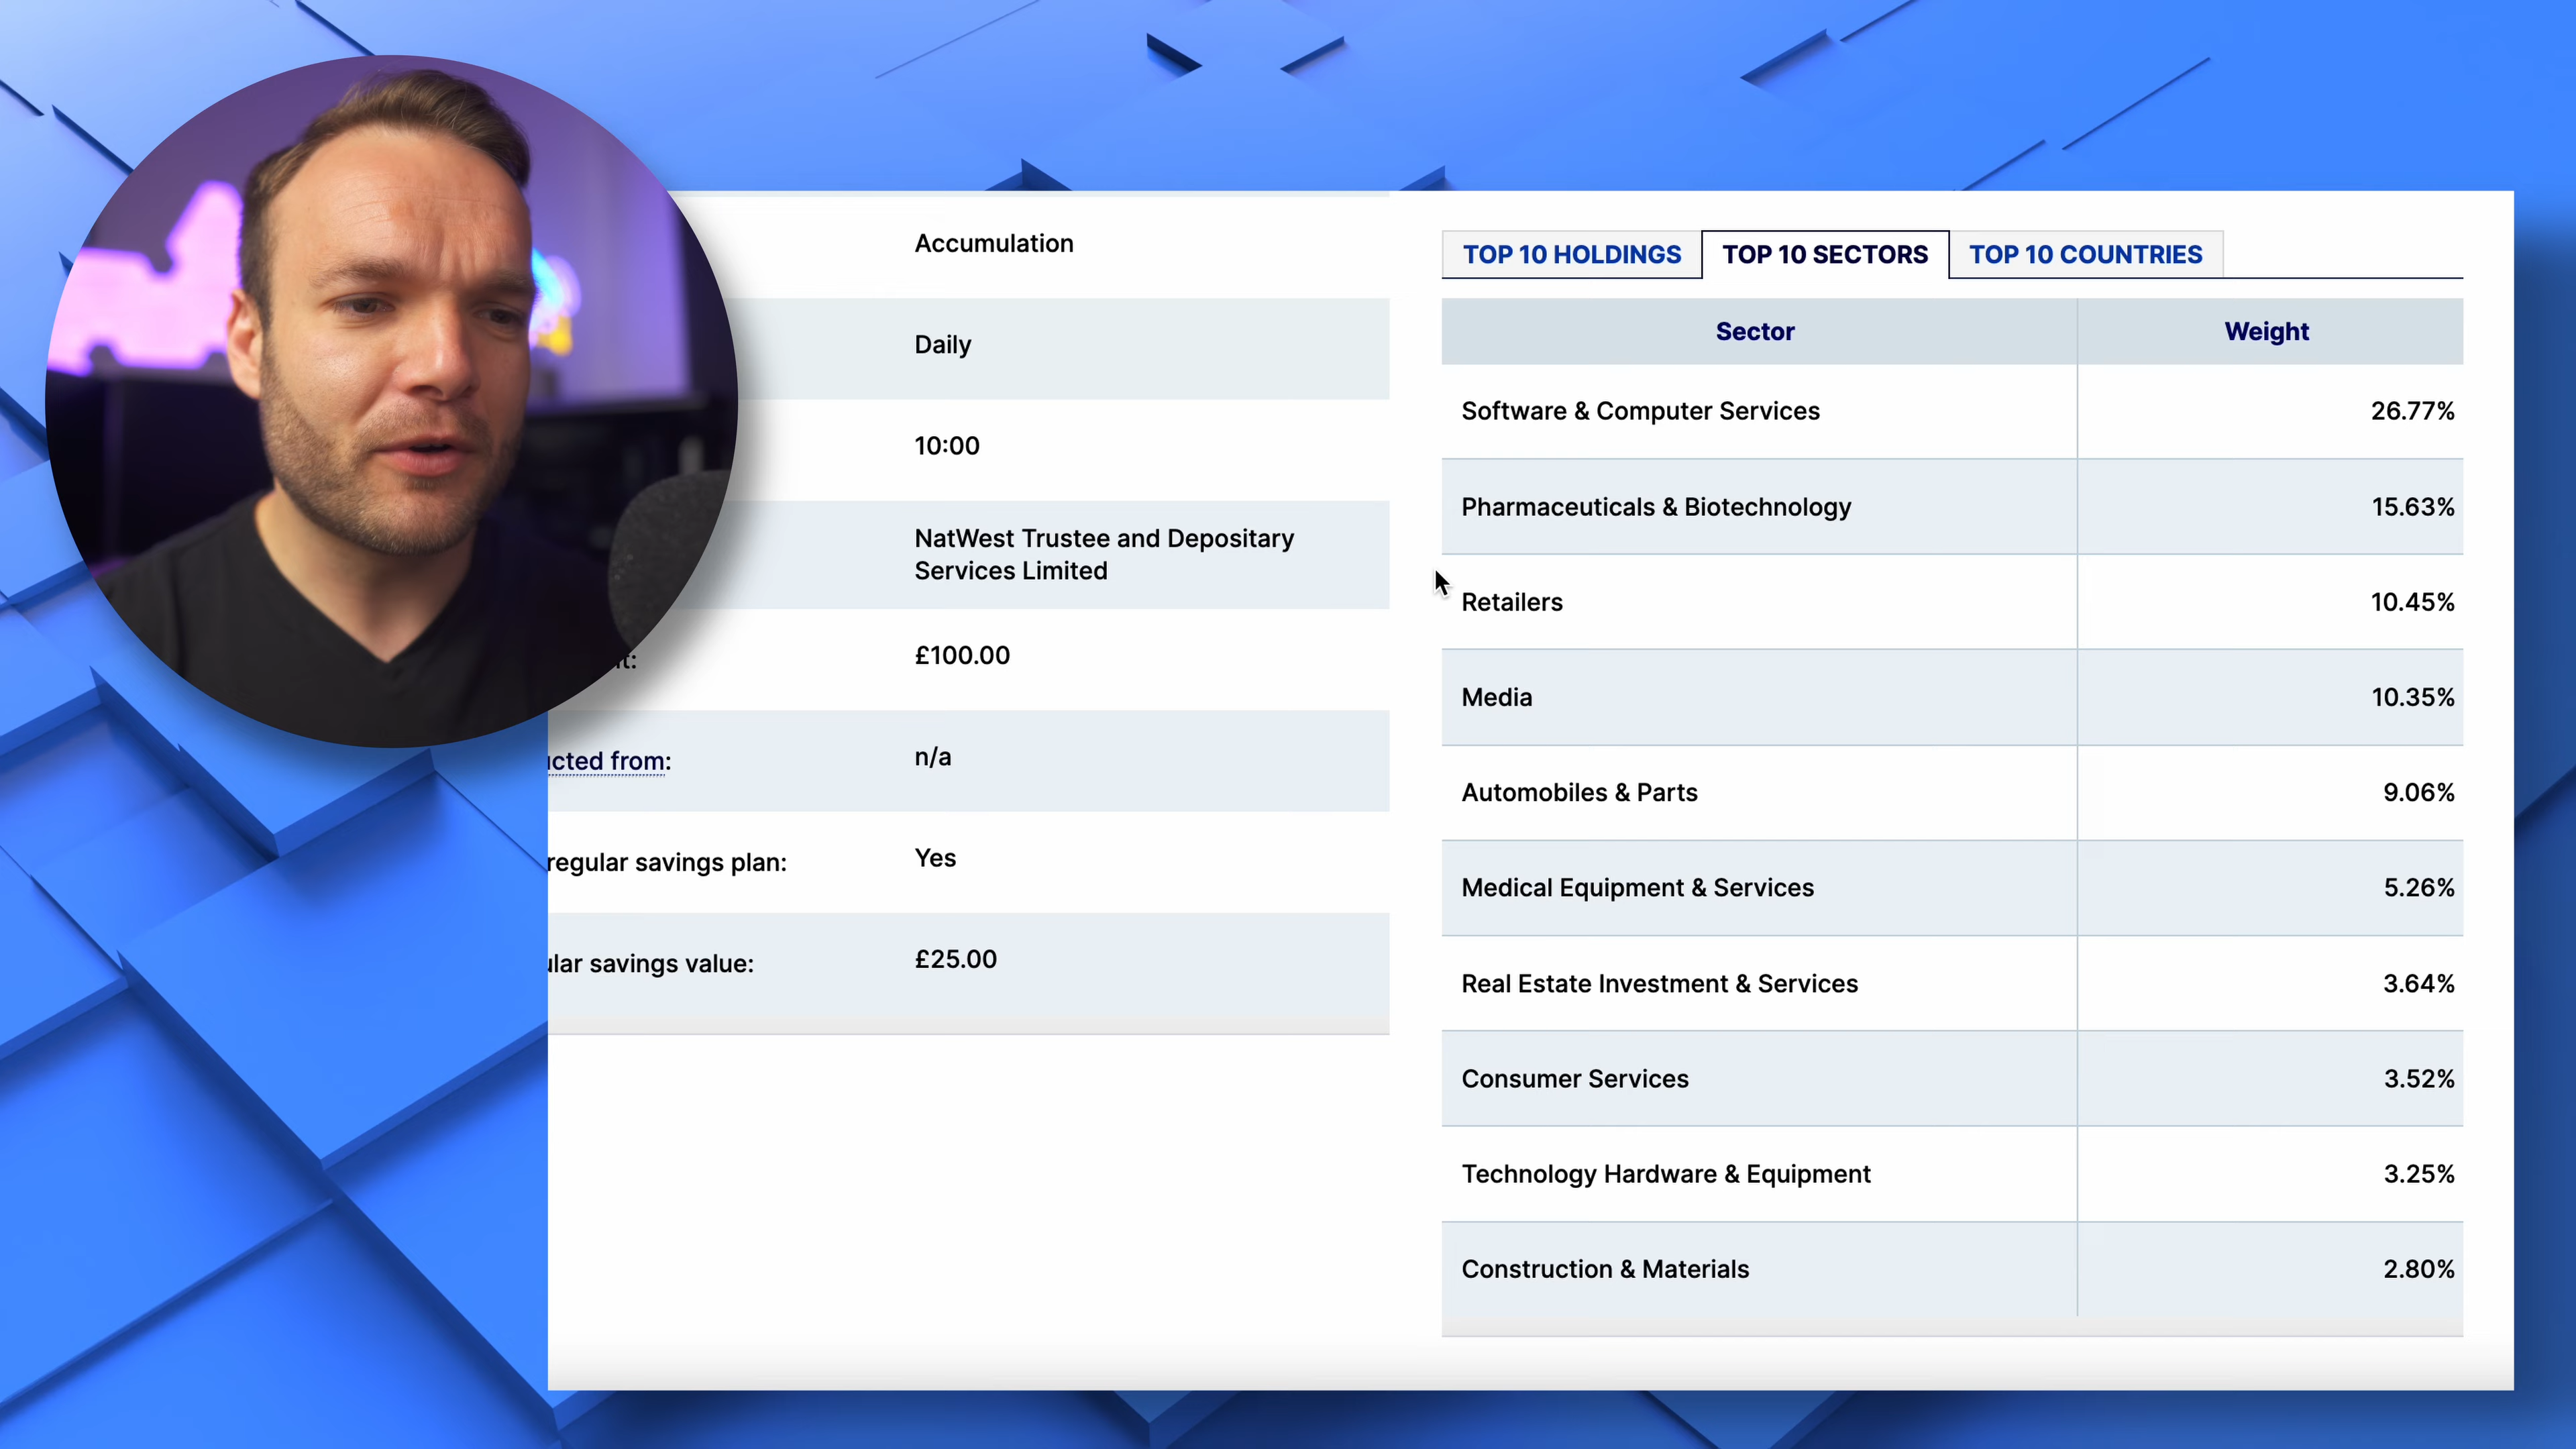 Accumulation
Daily
10:00
NatWest Trustee and Depositary
Services Limited
£100.00
cted from: n/a
regular savings plan: Yes
savings value: £25.00
TOP 10 HOLDINGS TOP 10 SECTORS TOP 10 COUNTRIES
Sector Weight
Software & Computer Services 26.77%
Pharmaceuticals & Biotechnology 15.63%
Retailers 10.45%
Media 10.35%
Automobiles & Parts 9.06%
Medical Equipment & Services 5.26%
Real Estate Investment & Services 3.64%
Consumer Services 3.52%
Technology Hardware & Equipment 3.25%
Construction & Materials 2.80%